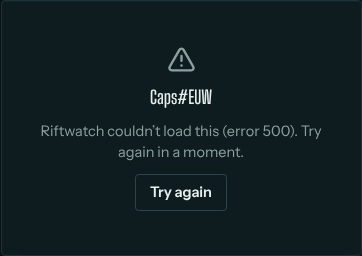 Caps#EUW
Riftwatch couldn't load this (error 500). Try
again in a moment.
Try again